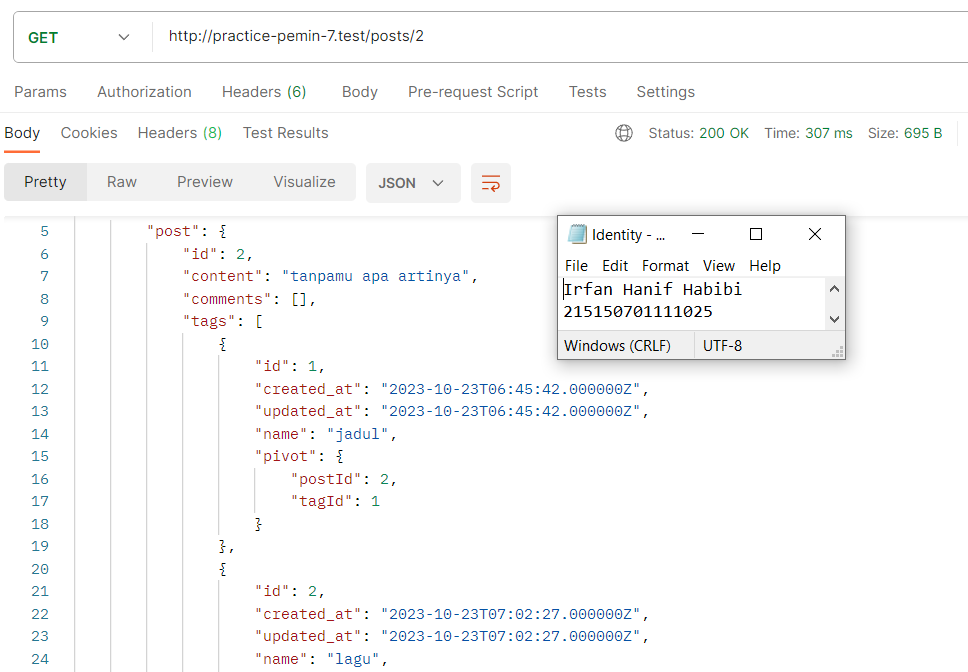 GET http://practice-pemin-7.test/posts/2
Params Authorization Headers (6) Body Pre-request Script Tests Settings
Body Cookies Headers (8) Test Results Status: 200 OK Time: 307 ms Size: 695 B
Pretty Raw Preview Visualize JSON
5 "post": {
6 "id": 2,
7 "content": "tanpamu apa artinya",
8 "comments": [],
9 "tags": [
10 {
11 "id": 1,
12 "created_at": "2023-10-23T06:45:42.000000Z",
13 "updated_at": "2023-10-23T06:45:42.000000Z",
14 "name": "jadul",
15 "pivot": {
16 "postId": 2,
17 "tagId": 1
18 }
19 },
20 {
21 "id": 2,
22 "created_at": "2023-10-23T07:02:27.000000Z",
23 "updated_at": "2023-10-23T07:02:27.000000Z",
24 "name": "lagu",
Identity - ...
File Edit Format View Help
Irfan Hanif Habibi
215150701111025
Windows (CRLF) UTF-8